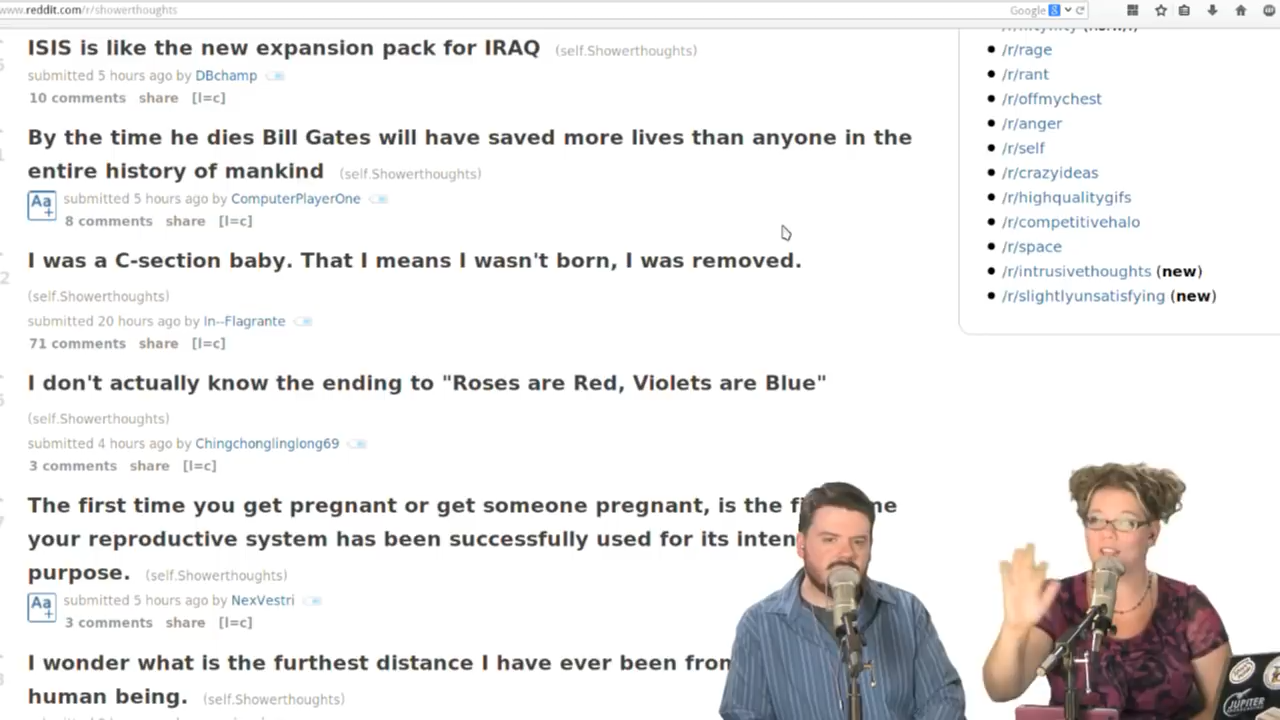 www.reddit.com/r/showerthoughts
Google
ISIS is like the new expansion pack for IRAQ (self.Showerthoughts)
submitted 5 hours ago by DBchamp
10 comments share [l=c]
By the time he dies Bill Gates will have saved more lives than anyone in the
entire history of mankind (self.Showerthoughts)
Aa+ submitted 5 hours ago by ComputerPlayerOne
8 comments share [l=c]
I was a C-section baby. That I means I wasn't born, I was removed.
(self.Showerthoughts)
submitted 20 hours ago by In--Flagrante
71 comments share [l=c]
I don't actually know the ending to "Roses are Red, Violets are Blue"
(self.Showerthoughts)
submitted 4 hours ago by Chingchonglinglong69
3 comments share [l=c]
The first time you get pregnant or get someone pregnant, is the
your reproductive system has been successfully used for its
purpose. (self.Showerthoughts)
Aa+ submitted 5 hours ago by NexVestri
3 comments share [l=c]
I wonder what is the furthest distance I have ever been
human being. (self.Showerthoughts)
/r/rage
/r/rant
/r/offmychest
/r/anger
/r/self
/r/crazyideas
/r/highqualitygifs
/r/competitivehalo
/r/space
/r/intrusivethoughts (new)
/r/slightlyunsatisfying (new)
JUPITER